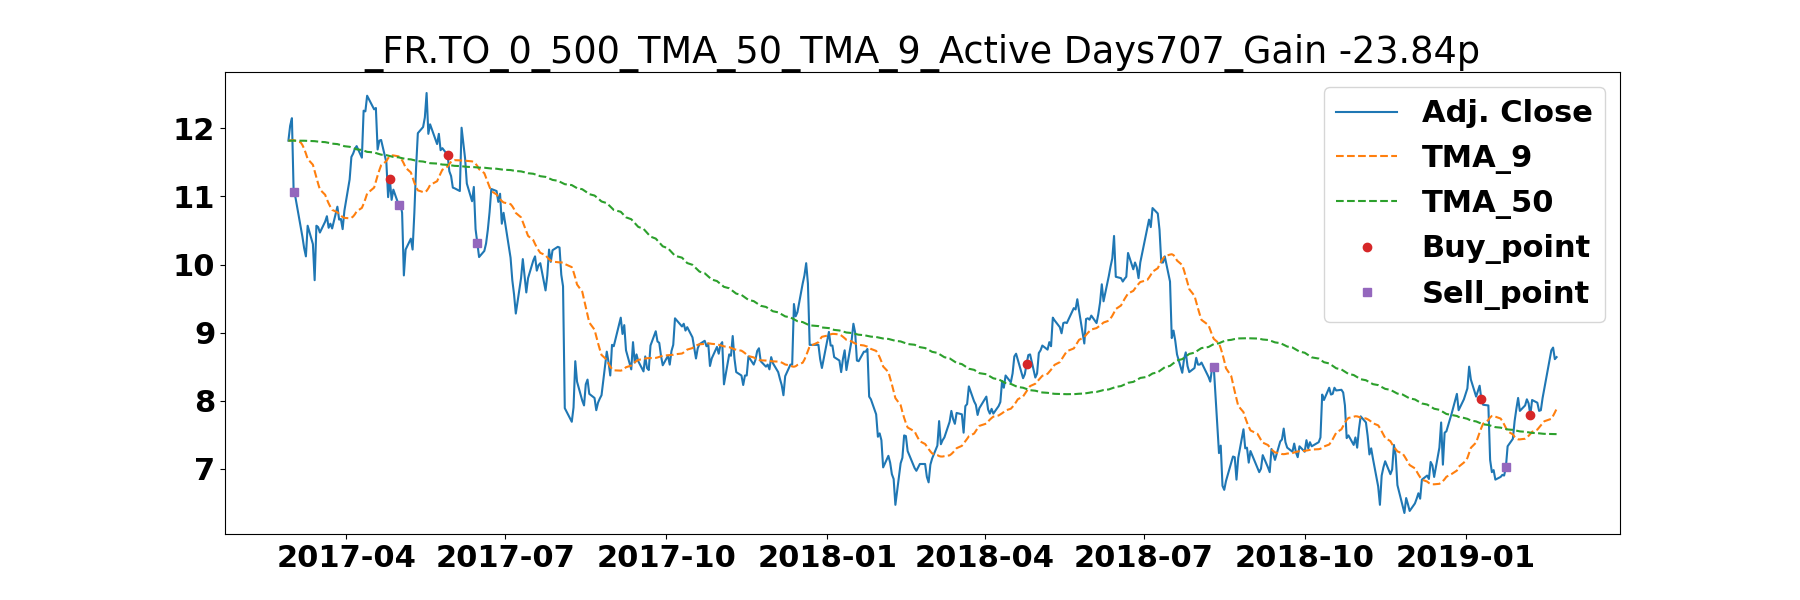 _FR.TO_0_500_TMA_50_TMA_9_Active Days707_Gain -23.84p
Adj. Close
TMA_9
TMA_50
Buy_point
Sell_point
12
11
10
9
8
7
2017-04 2017-07 2017-10 2018-01 2018-04 2018-07 2018-10 2019-01